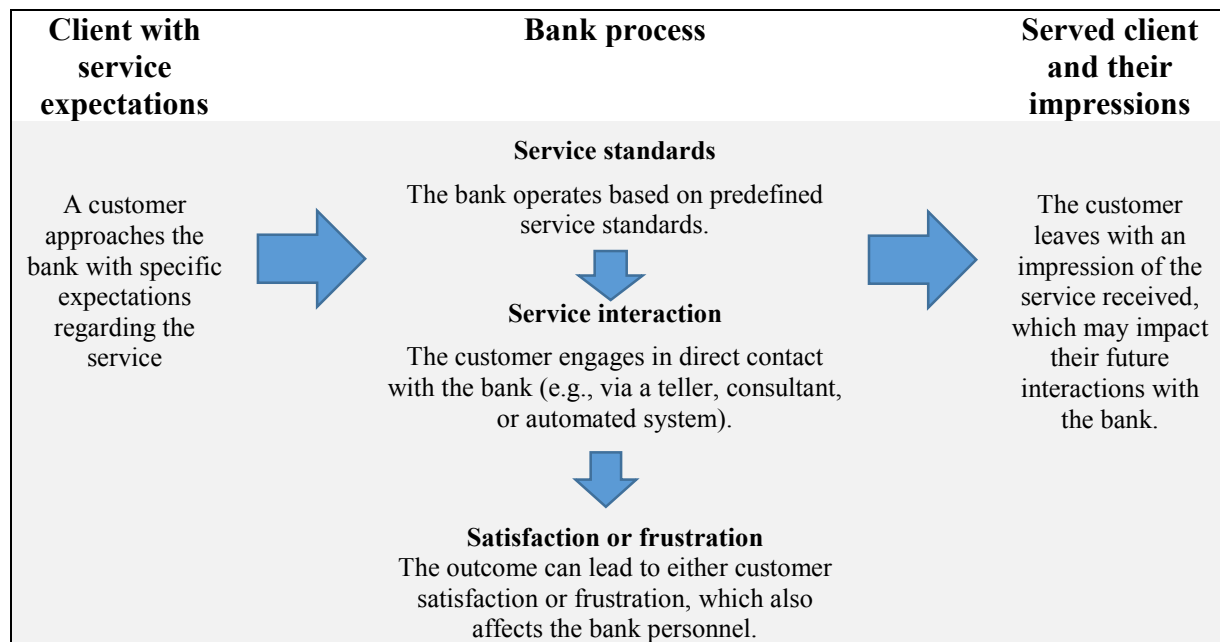 Client with
service
expectations
Bank process
Served client
and their
impressions
A customer
approaches the
bank with specific
expectations
regarding the
service
Service standards
The bank operates based on predefined
service standards.
Service interaction
The customer engages in direct contact
with the bank (e.g., via a teller, consultant,
or automated system).
Satisfaction or frustration
The outcome can lead to either customer
satisfaction or frustration, which also
affects the bank personnel.
The customer
leaves with an
impression of the
service received,
which may impact
their future
interactions with
the bank.